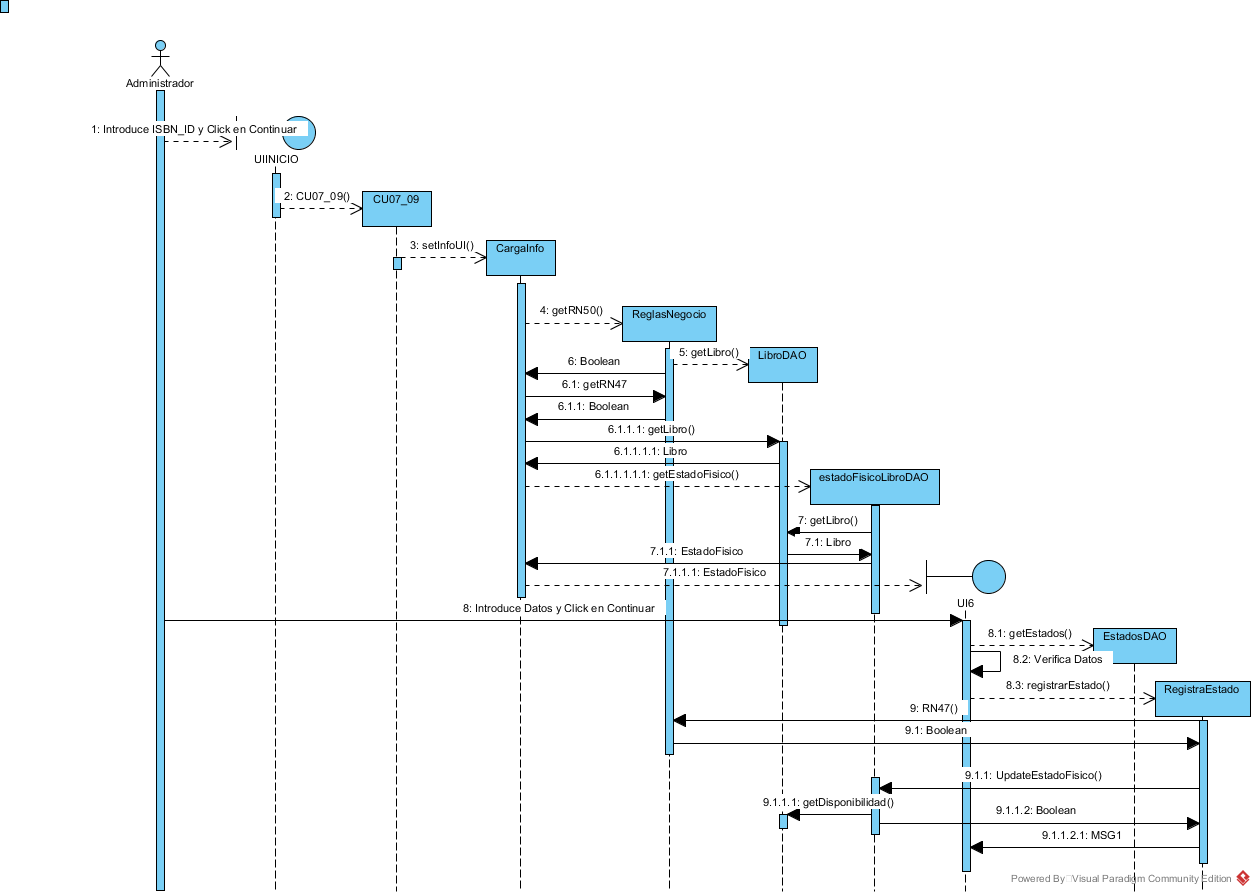 Administrador
1: Introduce ISBN_ID y Click en Continuar
UIINICIO
2: CU07_09()
CU07_09
3: setInfoUI()
CargaInfo
4: getRN50()
ReglasNegocio
5: getLibro()
LibroDAO
6: Boolean
6.1: getRN47
6.1.1: Boolean
6.1.1.1: getLibro()
6.1.1.1.1: Libro
6.1.1.1.1.1: getEstadoFisico()
estadoFisicoLibroDAO
7: getLibro()
7.1: Libro
7.1.1: EstadoFisico
7.1.1.1: EstadoFisico
UI6
8: Introduce Datos y Click en Continuar
8.1: getEstados()
EstadosDAO
8.2: Verifica Datos
8.3: registrarEstado()
RegistraEstado
9: RN47()
9.1: Boolean
9.1.1: UpdateEstadoFisico()
9.1.1.1: getDisponibilidad()
9.1.1.2: Boolean
9.1.1.2.1: MSG1
Powered By Visual Paradigm Community Edition